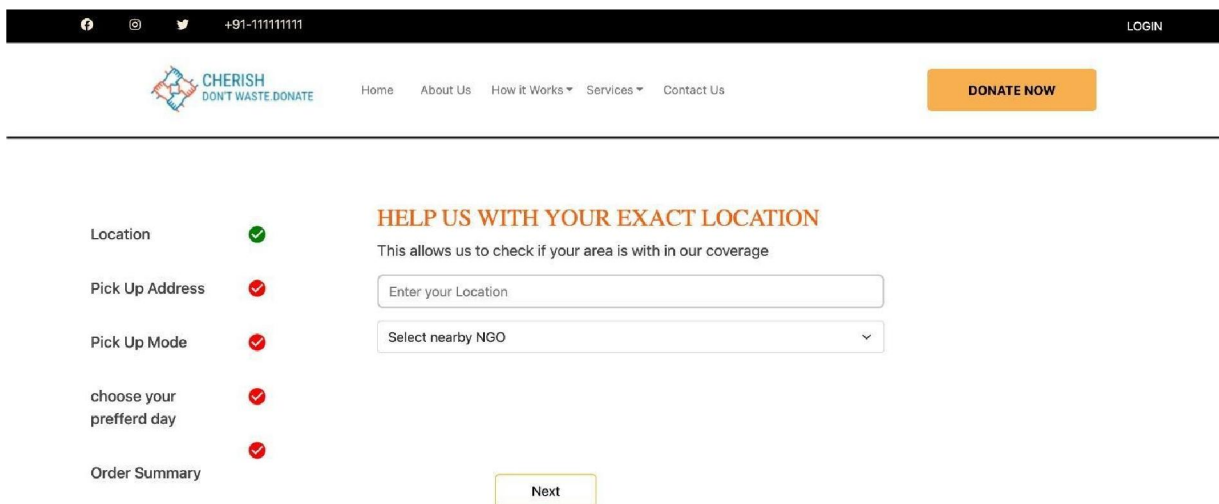 +91-111111111
LOGIN
CHERISH
DON'T WASTE.DONATE
Home About Us How it Works Services Contact Us
DONATE NOW
Location
Pick Up Address
Pick Up Mode
choose your
prefferd day
Order Summary
HELP US WITH YOUR EXACT LOCATION
This allows us to check if your area is with in our coverage
Enter your Location
Select nearby NGO
Next